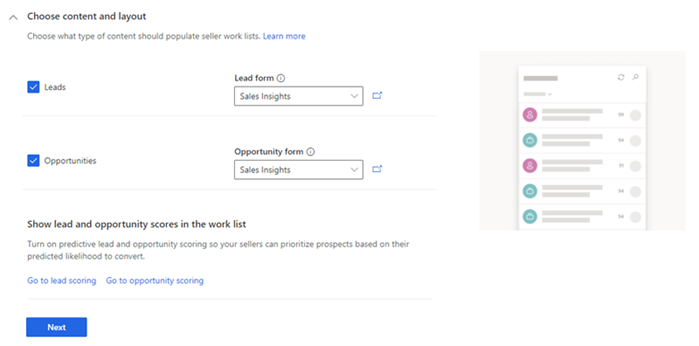 Choose content and layout
Choose what type of content should populate seller work lists. Learn more
Lead form
Leads
Sales Insights
Opportunity form
Opportunities
Sales Insights
Show lead and opportunity scores in the work list
Turn on predictive lead and opportunity scoring so your sellers can prioritize prospects based on their
predicted likelihood to convert.
Go to lead scoring Go to opportunity scoring
Next